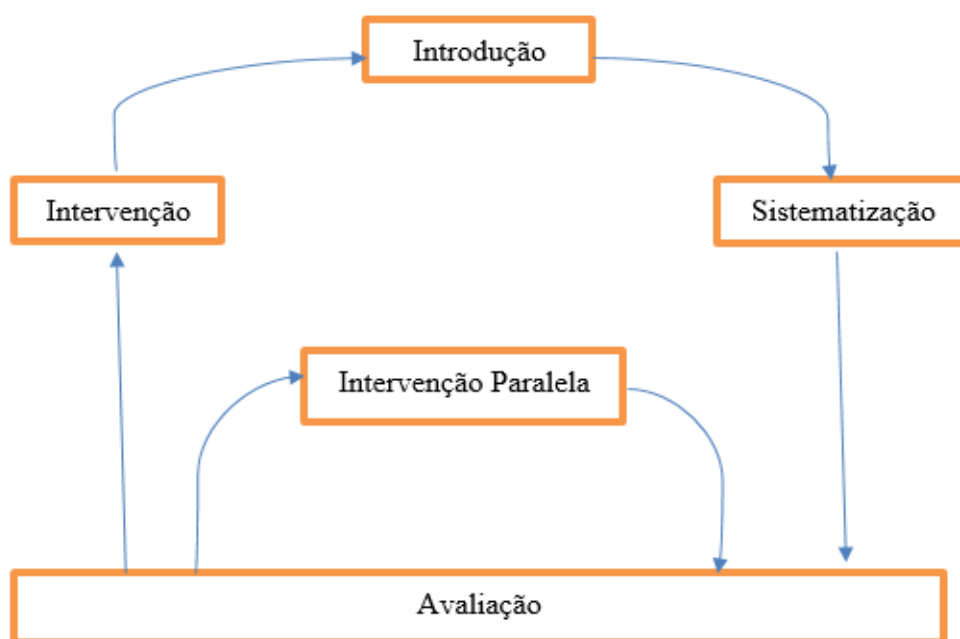 Introdução
Intervenção
Sistematização
Intervenção Paralela
Avaliação